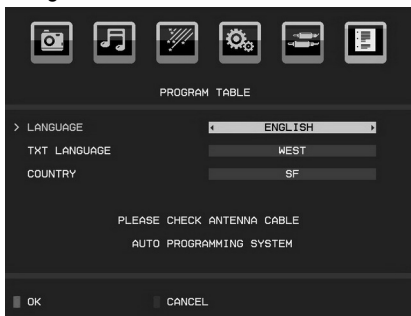 PROGRAM TABLE
> LANGUAGE ENGLISH
TXT LANGUAGE WEST
COUNTRY SF
PLEASE CHECK ANTENNA CABLE
AUTO PROGRAMMING SYSTEM
OK CANCEL